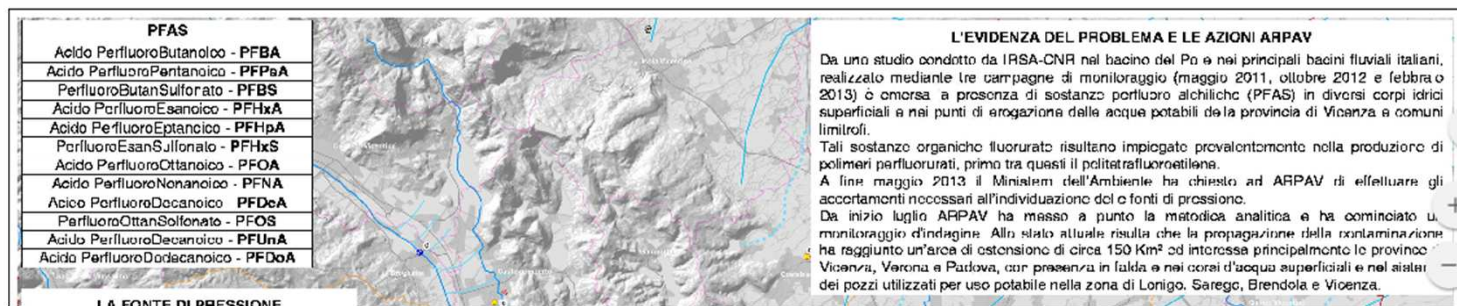 PFAS
Acido PerfluoroButanoico - PFBA
Acido PerfluoroPentanoico - PFPeA
PerfluoroButanSulfonato - PFBS
Acido PerfluoroEsanoico - PFHxA
Acido PerfluoroEptanoico - PFHpA
PerfluoroEsanSulfonato - PFHxS
Acido PerfluoroOttanoico - PFOA
Acido PerfluoroNonanoico - PFNA
Acido PerfluoroDecanoico - PFDeA
PerfluoroOttanSolfonato - PFOS
Acido PerfluoroDecanoico - PFUnA
Acido PerfluoroDodecanoico - PFDoA
LA FONTE DI PRESSIONE
L'EVIDENZA DEL PROBLEMA E LE AZIONI ARPAV
Da uno studio condotto da IRSA-CNR nel bacino del Po e nei principali bacini fluviali italiani,
realizzato mediante tre campagne di monitoraggio (maggio 2011, ottobre 2012 e febbraio
2013) è emersa a presenza di sostanze perfluoro alchiliche (PFAS) in diversi corpi idrici
superficiali e nei punti di erogazione delle acque potabili della provincia di Vicenza e comuni
limitrofi.
Tali sostanze organiche fluorurate risultano impiegate prevalentemente nella produzione di
polimeri perfluorurati, primo tra questi il politetrafluoroetilene.
A fine maggio 2013 il Ministero dell'Ambiente ha chiesto ad ARPAV di effettuare gli
accertamenti necessari all'individuazione del e fonti di pressione.
Da inizio luglio ARPAV ha messo a punto la metodica analitica e ha cominciato
monitoraggio d'indagine. Allo stato attuale risulta che la propagazione della contaminazione
ha raggiunto un'area di estensione di circa 150 Km² ed interessa principalmente le province
Vicenza, Verona e Padova, con presenza in falda e nei corsi d'acqua superficiali e nel
dei pozzi utilizzati per uso potabile nella zona di Lonigo, Sarego, Brendola e Vicenza.